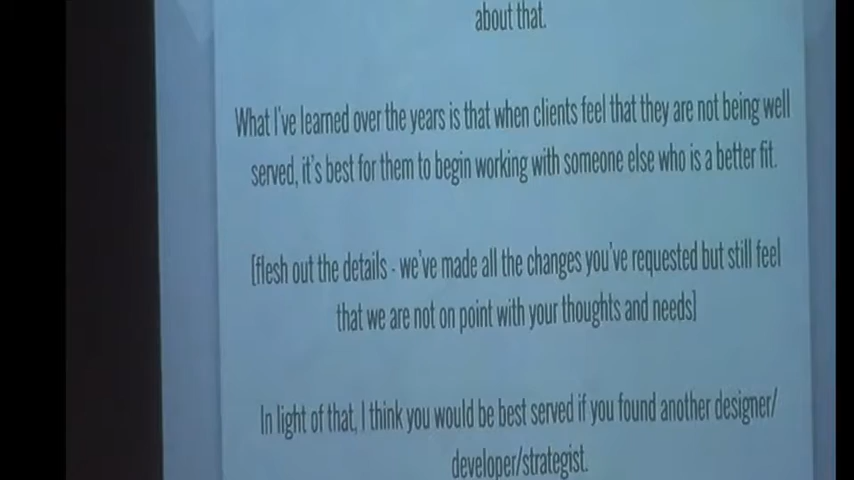 about that.
What I've learned over the years is that when clients feel that they are not being well
served, it's best for them to begin working with someone else who is a better fit.
[flesh out the details - we've made all the changes you've requested but still feel
that we are not on point with your thoughts and needs]
In light of that, I think you would be best served if you found another designer/
developer/strategist.